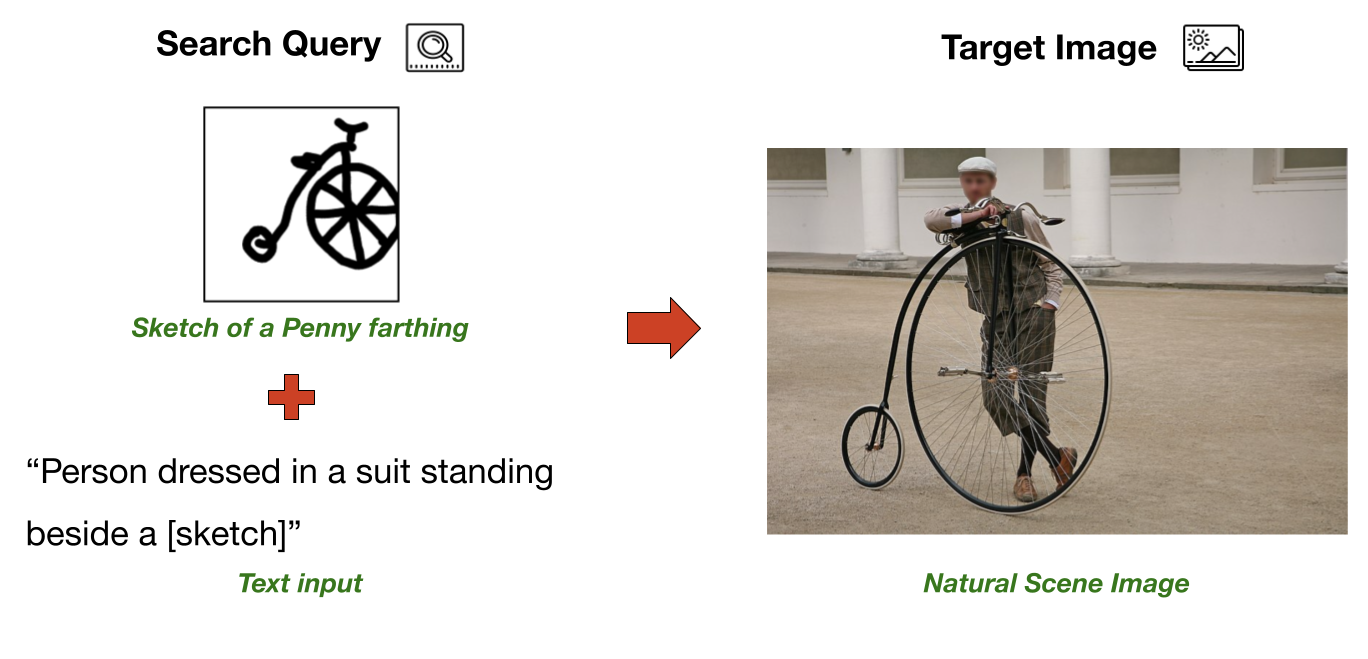 Search Query
Sketch of a Penny farthing
“Person dressed in a suit standing
beside a [sketch]”
Text input
Target Image
Natural Scene Image